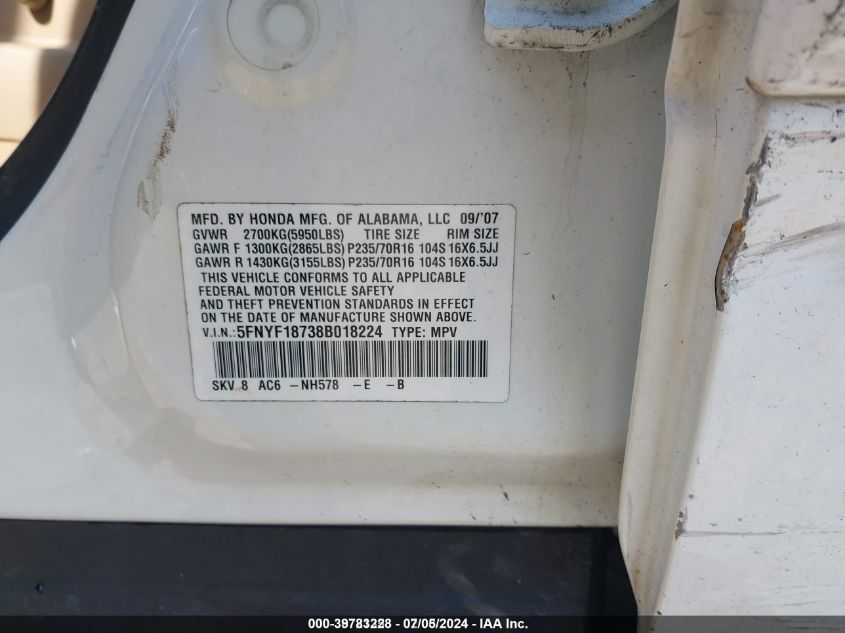 MFD. BY HONDA MFG. OF ALABAMA, LLC 09/'07
GVWR 2700KG(5950LBS) TIRE SIZE RIM SIZE
GAWR F 1300KG(2865LBS) P235/70R16 104S 16X6.5JJ
GAWR R 1430KG(3155LBS) P235/70R16 104S 16X6.5JJ
THIS VEHICLE CONFORMS TO ALL APPLICABLE
FEDERAL MOTOR VEHICLE SAFETY
AND THEFT PREVENTION STANDARDS IN EFFECT
ON THE DATE OF MANUFACTURE SHOWN ABOVE.
V.I.N.:5FNYF18738B018224 TYPE: MPV
SKV 8 AC6 -NH578 -E -B
000-39783228 - 07/06/2024 - IAA Inc.